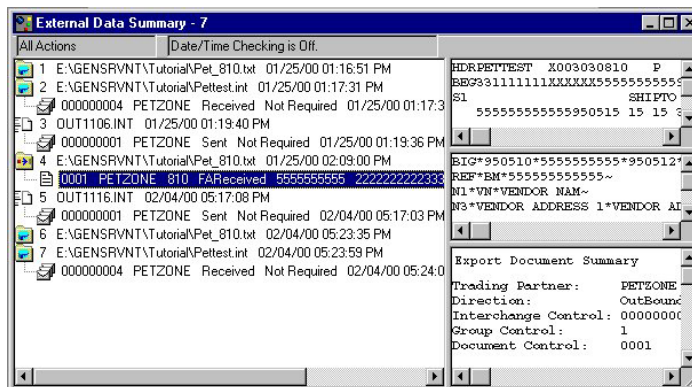 External Data Summary - 7
All Actions Date/Time Checking is Off.
1 E:\GENSRVNT\Tutorial\Pet_810.txt 01/25/00 01:16:51 PM
2 E:\GENSRVNT\Tutorial\Pettest.int 01/25/00 01:17:31 PM
000000004 PETZONE Received Not Required 01/25/00 01:17:3
3 OUT1106.INT 01/25/00 01:19:40 PM
000000001 PETZONE Sent Not Required 01/25/00 01:19:36 PM
4 E:\GENSRVNT\Tutorial\Pet_810.txt 01/25/00 02:09:00 PM
0001 PETZONE 810 FAReceived 5555555555 2222222222333
5 OUT1116.INT 02/04/00 05:17:08 PM
000000001 PETZONE Sent Not Required 02/04/00 05:17:03 PM
6 E:\GENSRVNT\Tutorial\Pet_810.txt 02/04/00 05:23:35 PM
7 E:\GENSRVNT\Tutorial\Pettest.int 02/04/00 05:23:59 PM
000000004 PETZONE Received Not Required 02/04/00 05:24:0
HDRPETTEST X003030810 P
S1 SHIPTO
5555555555555950515 15 15 3
BIG*950510*5555555555*950512*
REF*BM*5555555555555~
N1*VN*VENDOR NAM~
N3*VENDOR ADDRESS 1*VENDOR AD
Export Document Summary
Trading Partner: PETZONE
Direction: OutBound
Interchange Control: 00000000
Group Control: 1
Document Control: 0001